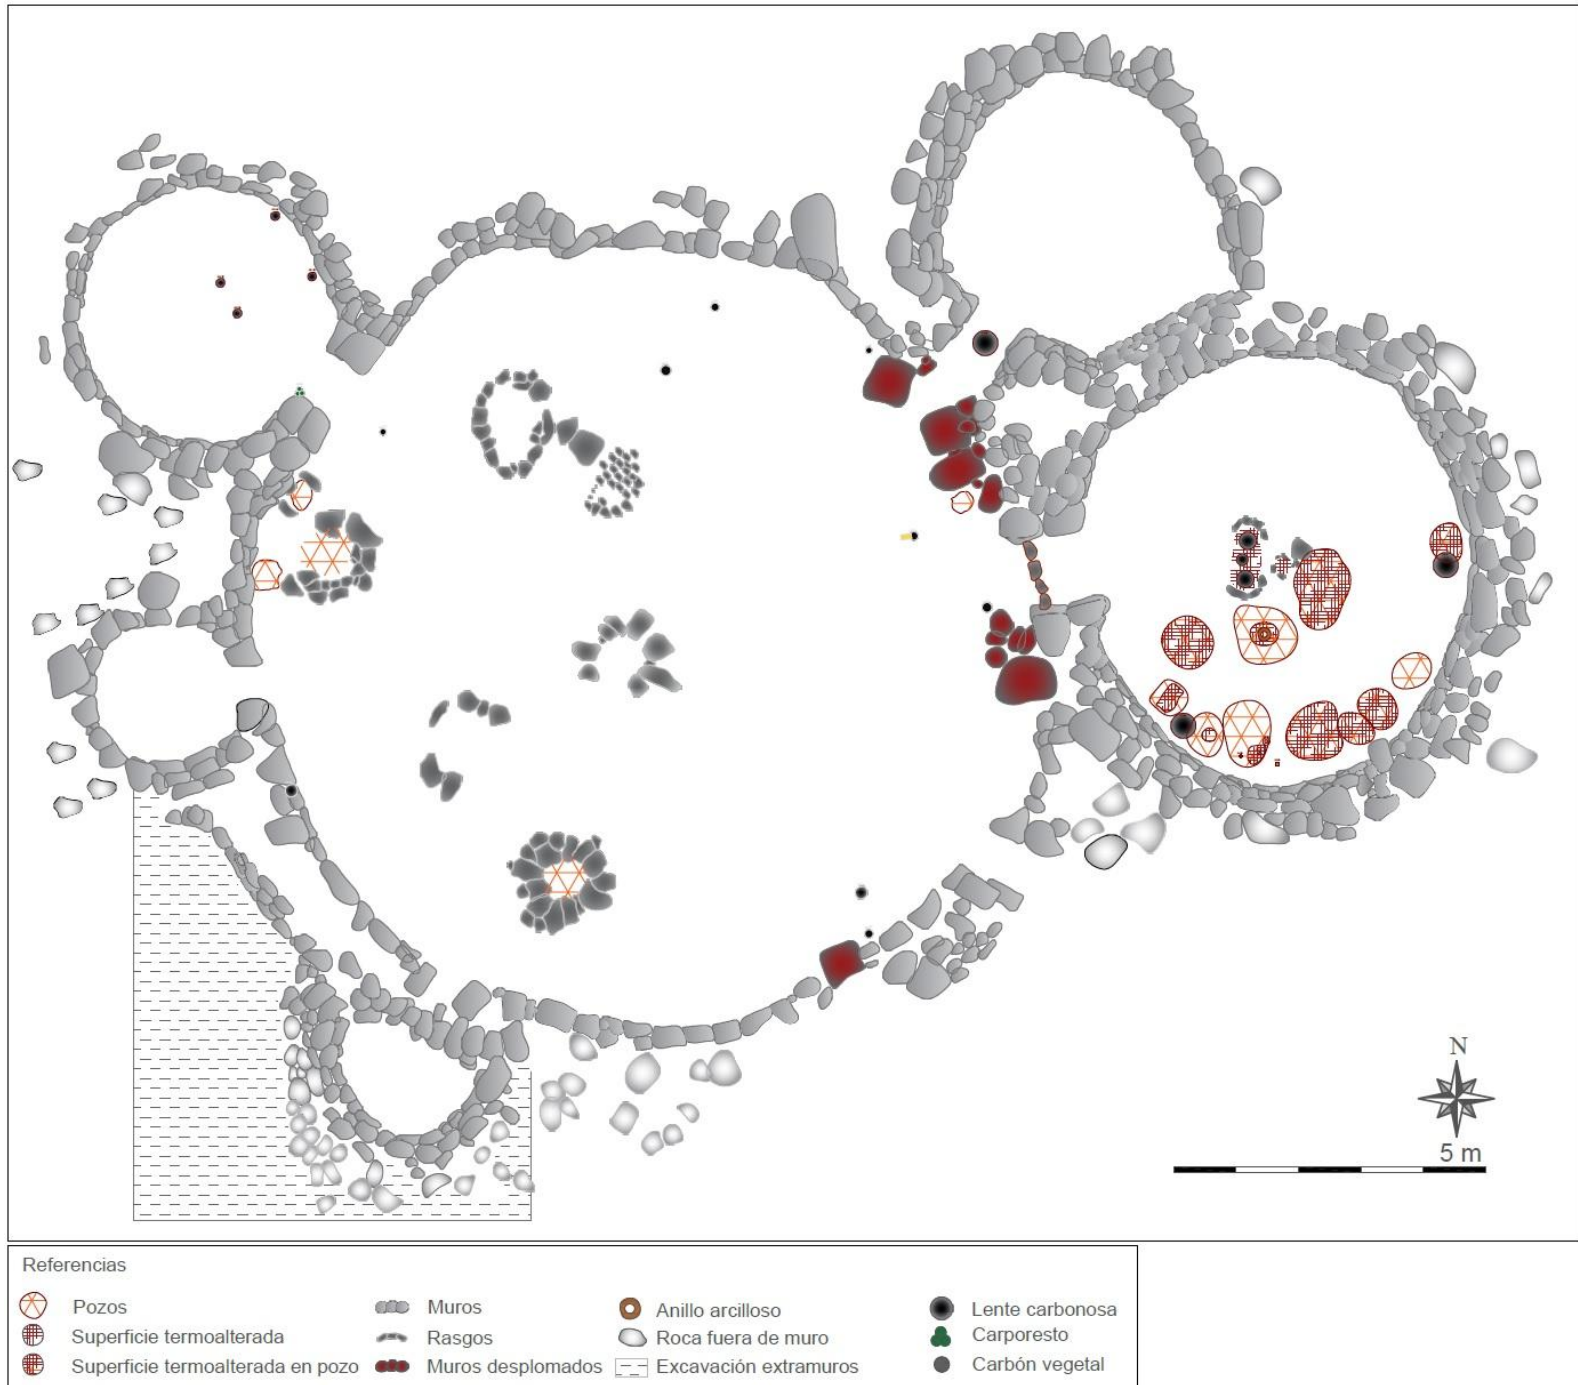 N
5 m
Referencias
Pozos
Superficie termoalterada
Superficie termoalterada en pozo
Muros
Rasgos
Muros desplomados
Anillo arcilloso
Roca fuera de muro
Excavación extramuros
Lente carbonosa
Carporesto
Carbón vegetal